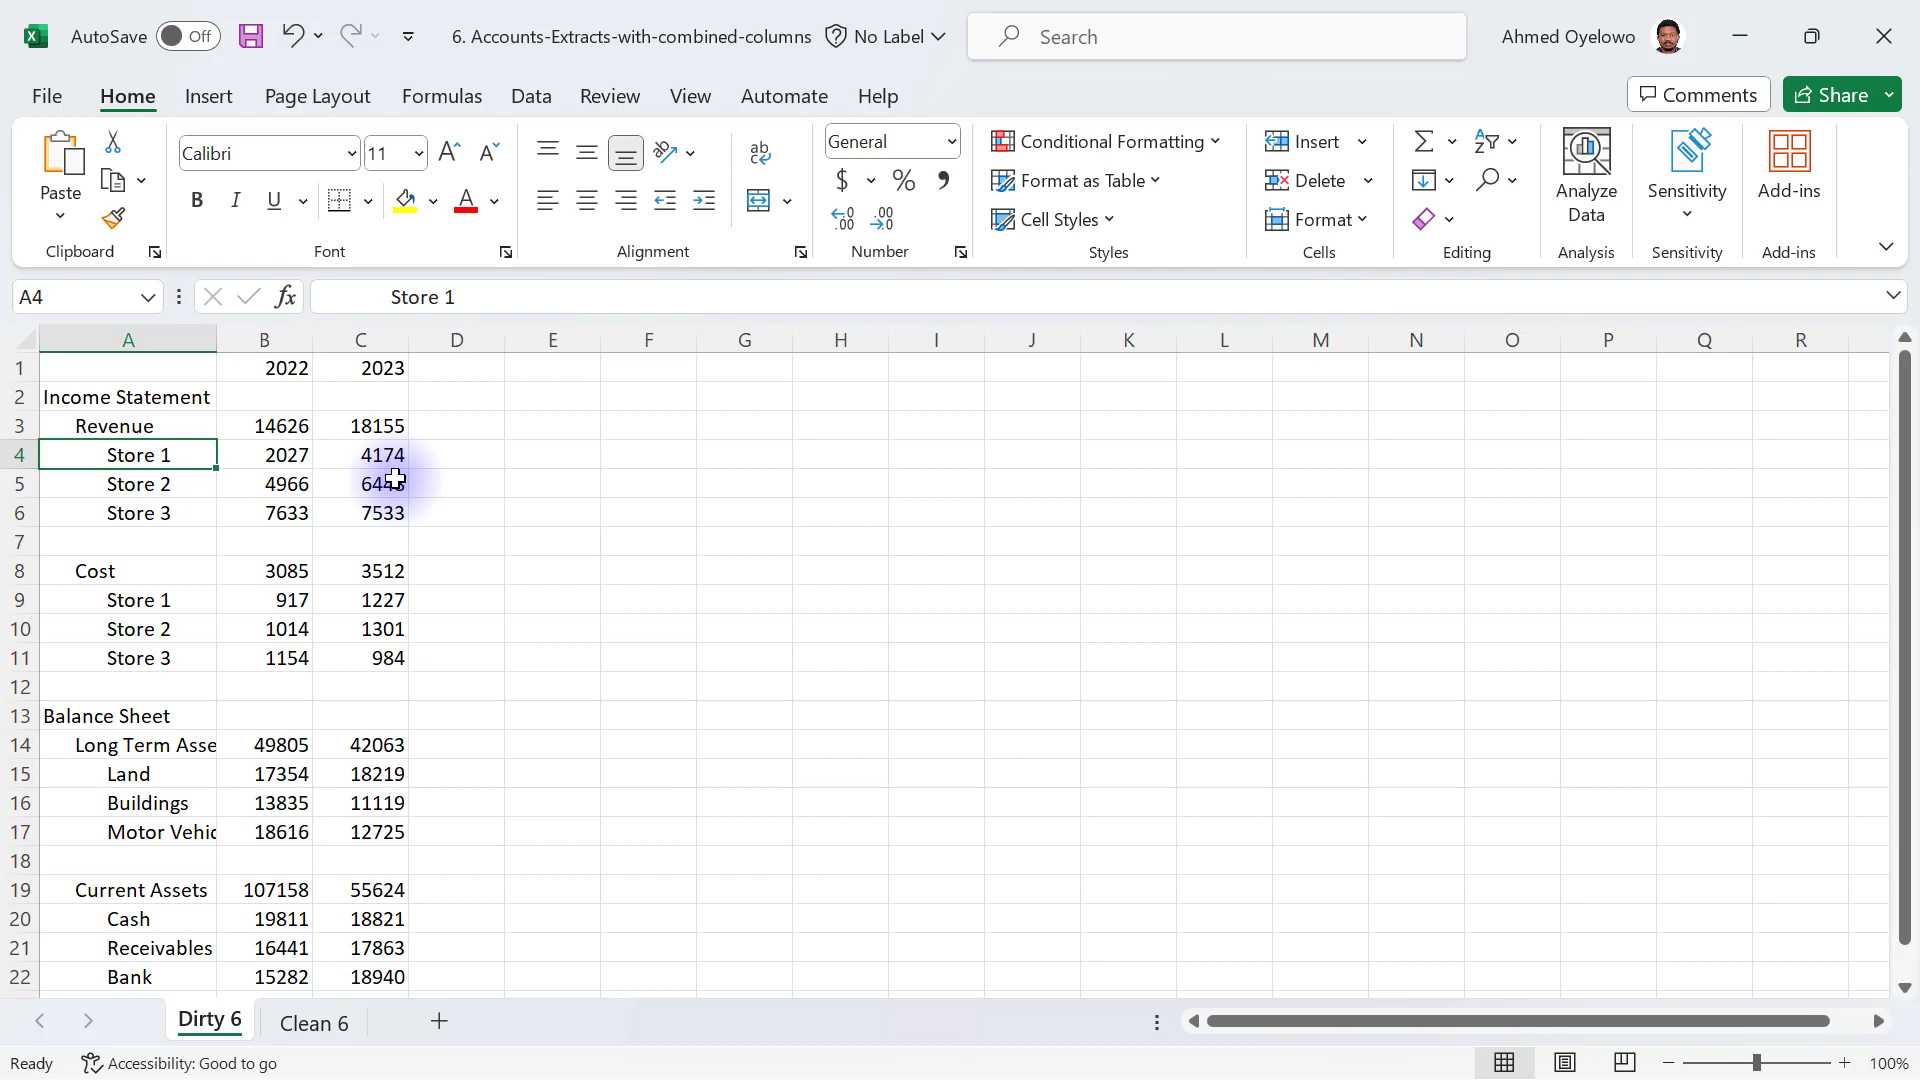 AutoSave Off 6. Accounts-Extracts-with-combined-columns No Label Search Ahmed Oyelowo
File Home Insert Page Layout Formulas Data Review View Automate Help Comments Share
Paste
Clipboard
Calibri 11
B I U A
Font
ab
Alignment
General
$ % , .00 .00
Number
Conditional Formatting
Format as Table
Cell Styles
Styles
Insert
Delete
Format
Cells
Editing
Analyze
Data
Analysis
Sensitivity
Sensitivity
Add-ins
Add-ins
A4 fx Store 1
A B C D E F G H I J K L M N O P Q R
1 2022 2023
2 Income Statement
3 Revenue 14626 18155
4 Store 1 2027 4174
5 Store 2 4966
6 Store 3 7633 7533
7
8 Cost 3085 3512
9 Store 1 917 1227
10 Store 2 1014 1301
11 Store 3 1154 984
12
13 Balance Sheet
14 Long Term Asse 49805 42063
15 Land 17354 18219
16 Buildings 13835 11119
17 Motor Vehic 18616 12725
18
19 Current Assets 107158 55624
20 Cash 19811 18821
21 Receivables 16441 17863
22 Bank 15282 18940
Dirty 6 Clean 6
Ready Accessibility: Good to go 100%